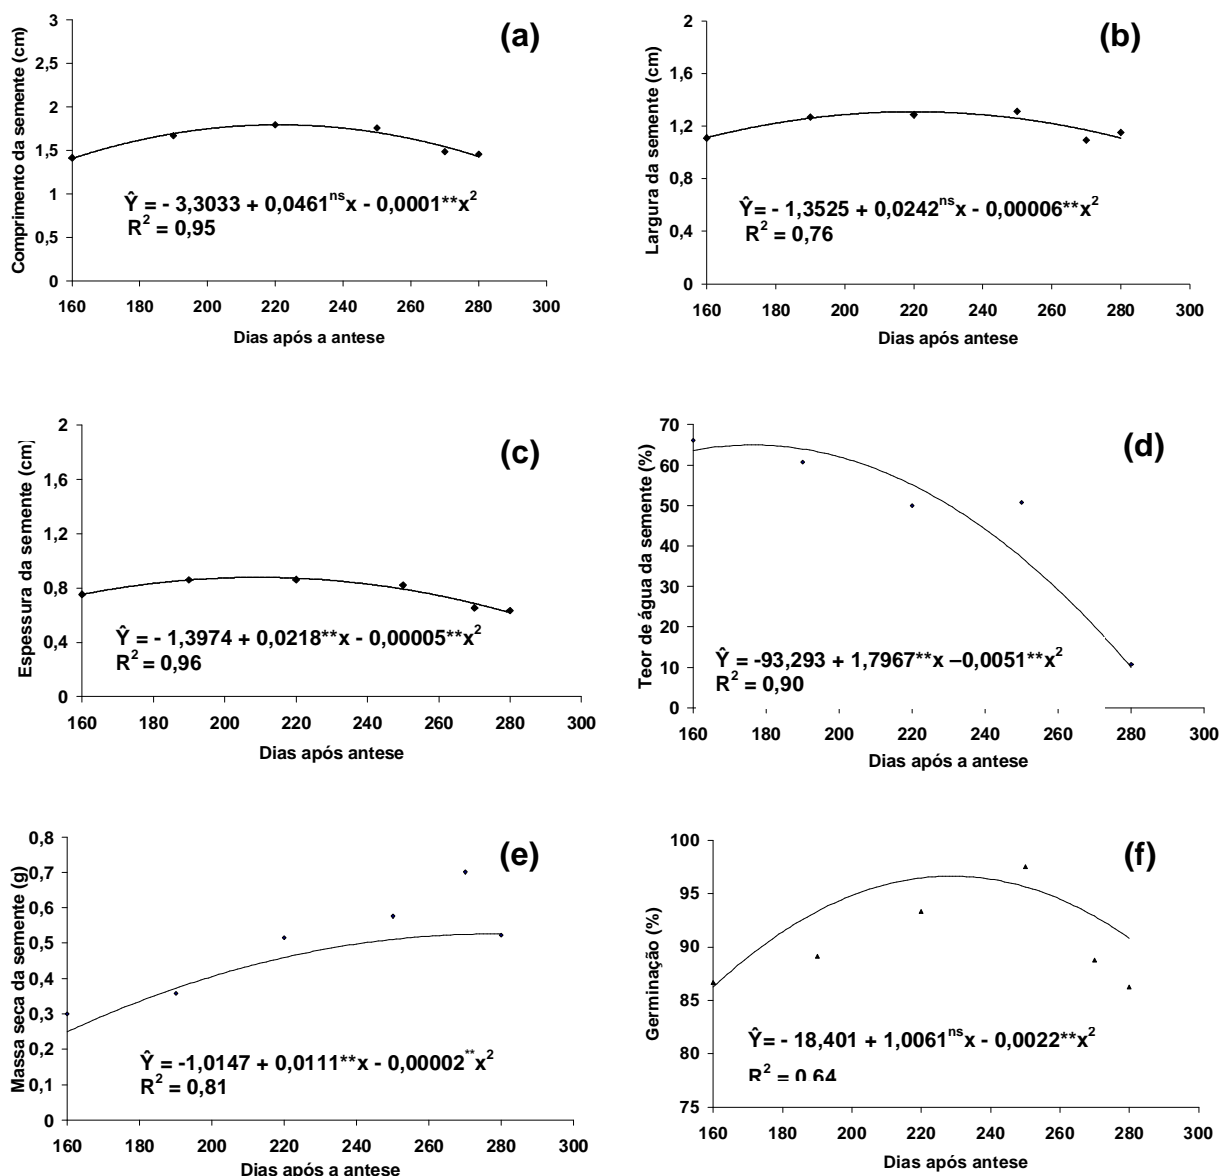 (a)
Comprimento da semente (cm)
3
2,5
2
1,5
1
0,5
0
Ŷ = - 3,3033 + 0,0461nsx - 0,0001**x2
R2 = 0,95
160 180 200 220 240 260 280 300
Dias após a antese
(b)
Largura da semente (cm)
2
1,6
1,2
0,8
0,4
0
Ŷ= - 1,3525 + 0,0242nsx - 0,00006**x2
R2 = 0,76
160 180 200 220 240 260 280 300
Dias após antese
(c)
Espessura da semente (cm)
2
1,6
1,2
0,8
0,4
0
Ŷ = - 1,3974 + 0,0218**x - 0,00005**x2
R2 = 0,96
160 180 200 220 240 260 280 300
Dias após antese
(d)
Teor de água da semente (%)
70
60
50
40
30
20
10
0
Ŷ = -93,293 + 1,7967**x –0,0051**x2
R2 = 0,90
160 180 200 220 240 260 280 300
Dias após a antese
(e)
Massa seca da semente (g)
0,8
0,7
0,6
0,5
0,4
0,3
0,2
0,1
0
Ŷ = -1,0147 + 0,0111**x - 0,00002**x2
R2 = 0,81
160 180 200 220 240 260 280 300
Dias após a antese
(f)
Germinação (%)
100
95
90
85
80
75
Ŷ= - 18,401 + 1,0061nsx - 0,0022**x2
R2 = 0,64
160 180 200 220 240 260 280 300
Dias após antese